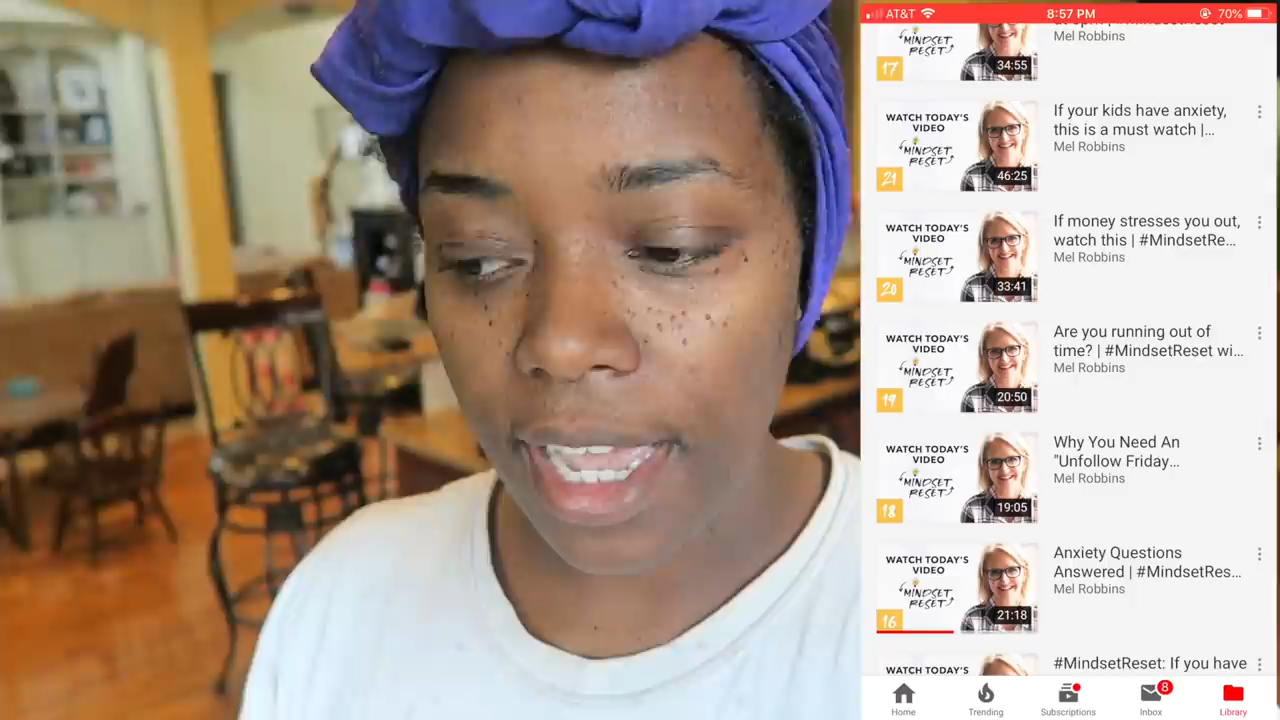 AT&T
8:57 PM
70%
MINDSET
RESET
17
34:55
Mel Robbins
WATCH TODAY'S
VIDEO
MINDSET
RESET
21
46:25
If your kids have anxiety,
this is a must watch |...
Mel Robbins
WATCH TODAY'S
VIDEO
MINDSET
RESET
20
33:41
If money stresses you out,
watch this | #MindsetRe...
Mel Robbins
WATCH TODAY'S
VIDEO
MINDSET
RESET
19
20:50
Are you running out of
time? | #MindsetReset wi...
Mel Robbins
WATCH TODAY'S
VIDEO
MINDSET
RESET
18
19:05
Why You Need An
"Unfollow Friday...
Mel Robbins
WATCH TODAY'S
VIDEO
MINDSET
RESET
16
21:18
Anxiety Questions
Answered | #MindsetRes...
Mel Robbins
WATCH TODAY'S
#MindsetReset: If you have
Home
Trending
Subscriptions
8
Inbox
Library